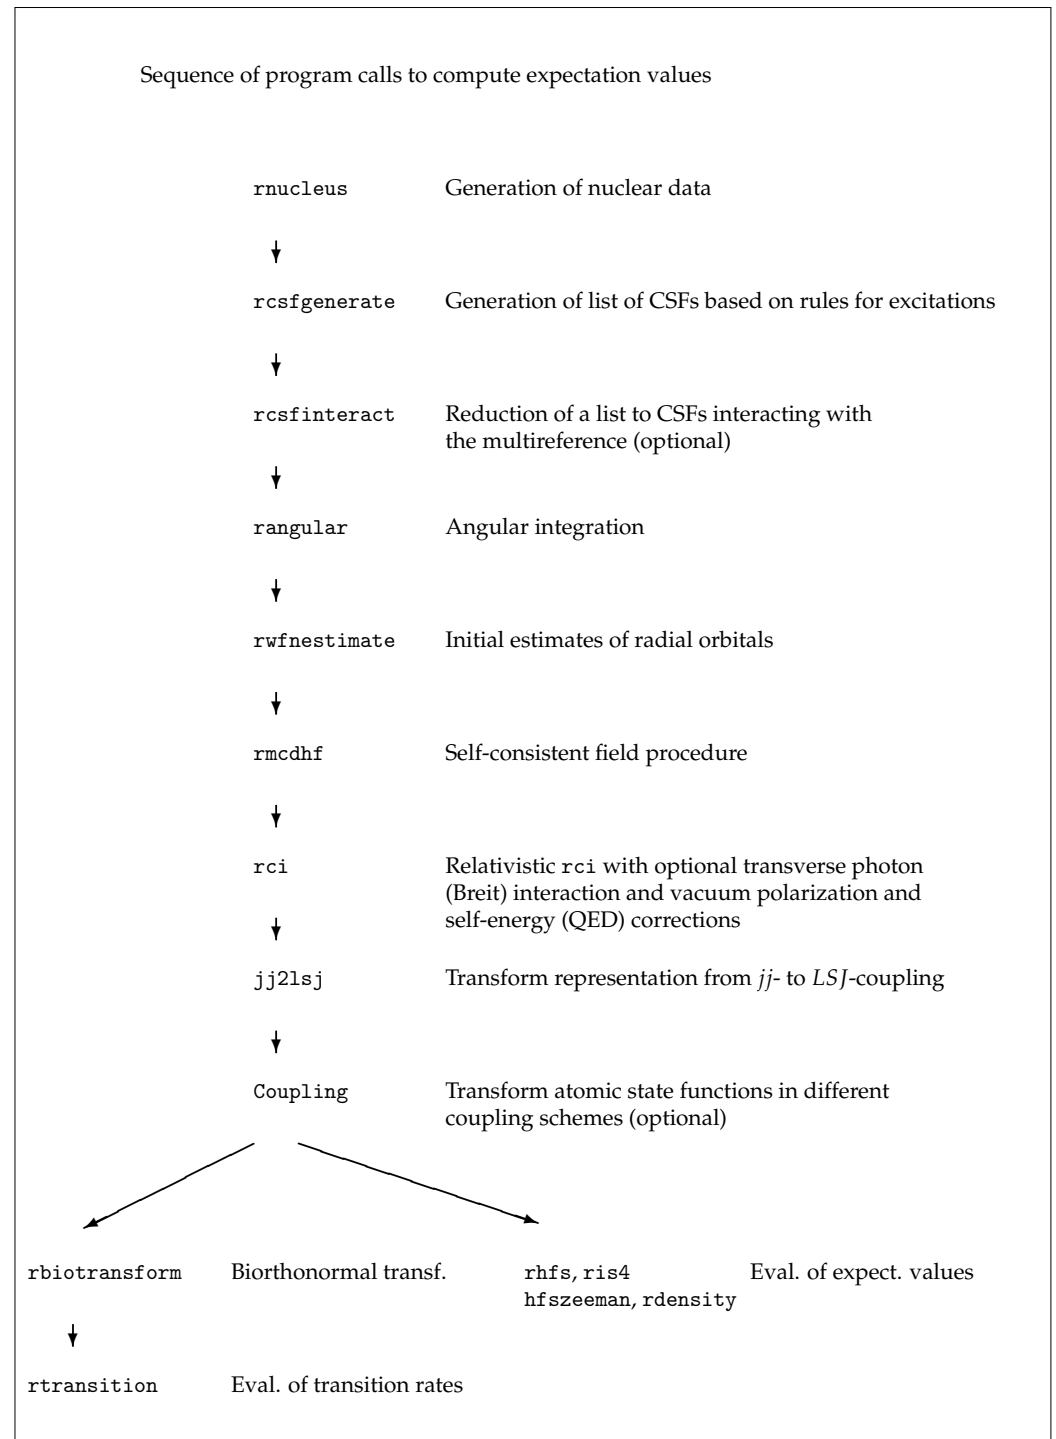 Sequence of program calls to compute expectation values
rnucleus Generation of nuclear data
rcsfgenerate Generation of list of CSFs based on rules for excitations
rcsfinteract Reduction of a list to CSFs interacting with
the multireference (optional)
rangular Angular integration
rwfnestimate Initial estimates of radial orbitals
rmcdhf Self-consistent field procedure
rci Relativistic rci with optional transverse photon
(Breit) interaction and vacuum polarization and
self-energy (QED) corrections
jj2lsj Transform representation from jj- to LSJ-coupling
Coupling Transform atomic state functions in different
coupling schemes (optional)
rbiotransform Biorthonormal transf. rhfs, ris4 Eval. of expect. values
hfszeeman, rdensity
rtransition Eval. of transition rates